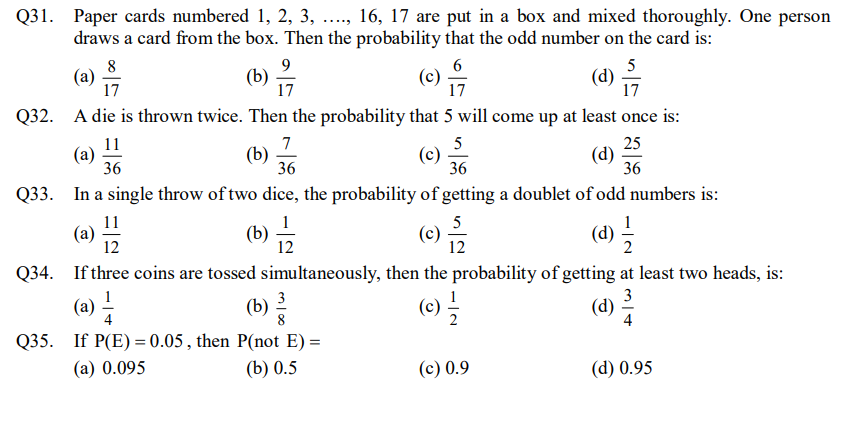 Q31. Paper cards numbered 1, 2, 3, ...., 16, 17 are put in a box and mixed thoroughly. One person
draws a card from the box. Then the probability that the odd number on the card is:
(a) 8/17 (b) 9/17 (c) 6/17 (d) 5/17
Q32. A die is thrown twice. Then the probability that 5 will come up at least once is:
(a) 11/36 (b) 7/36 (c) 5/36 (d) 25/36
Q33. In a single throw of two dice, the probability of getting a doublet of odd numbers is:
(a) 11/12 (b) 1/12 (c) 5/12 (d) 1/2
Q34. If three coins are tossed simultaneously, then the probability of getting at least two heads, is:
(a) 1/4 (b) 3/8 (c) 1/2 (d) 3/4
Q35. If P(E) = 0.05 , then P(not E) =
(a) 0.095 (b) 0.5 (c) 0.9 (d) 0.95